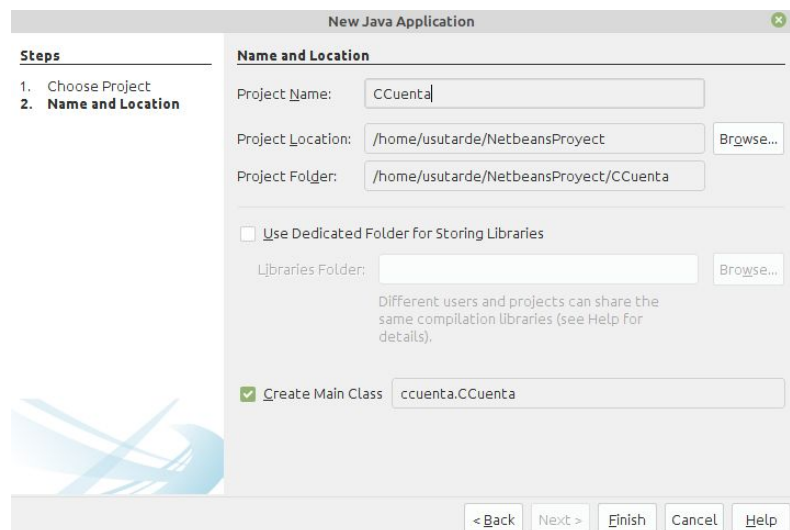 New Java Application
Steps
1. Choose Project
2. Name and Location
Name and Location
Project Name: CCuenta
Project Location: /home/usutarde/NetbeansProyect Browse...
Project Folder: /home/usutarde/NetbeansProyect/CCuenta
Use Dedicated Folder for Storing Libraries
Libraries Folder: Browse...
Different users and projects can share the
same compilation libraries (see Help for
details).
Create Main Class ccuenta.CCuenta
< Back Next > Finish Cancel Help